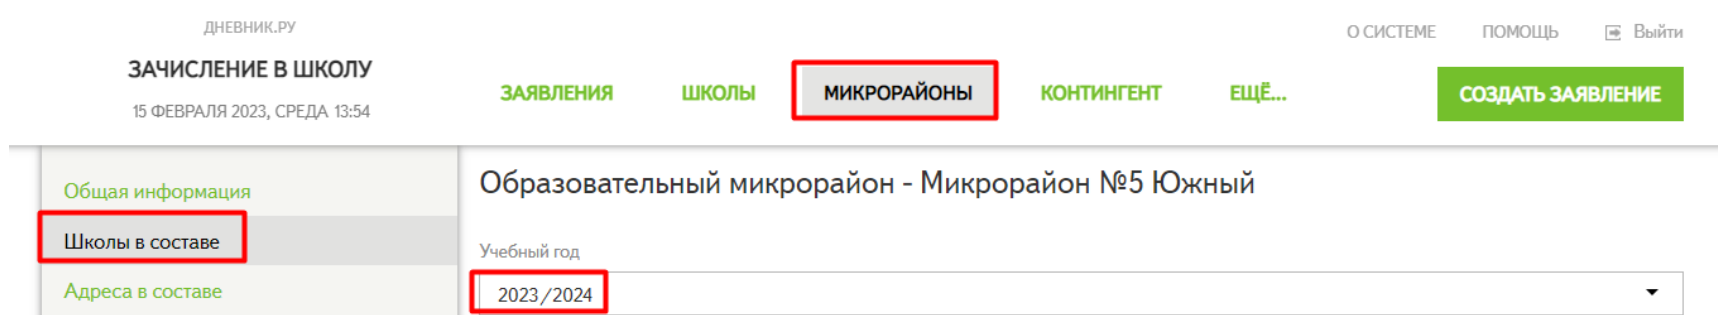 ДНЕВНИК.РУ
О СИСТЕМЕ ПОМОЩЬ Выйти
ЗАЧИСЛЕНИЕ В ШКОЛУ
ЗАЯВЛЕНИЯ ШКОЛЫ МИКРОРАЙОНЫ КОНТИНГЕНТ ЕЩЁ... СОЗДАТЬ ЗАЯВЛЕНИЕ
15 ФЕВРАЛЯ 2023, СРЕДА 13:54
Общая информация
Школы в составе
Адреса в составе
Образовательный микрорайон - Микрорайон №5 Южный
Учебный год
2023/2024